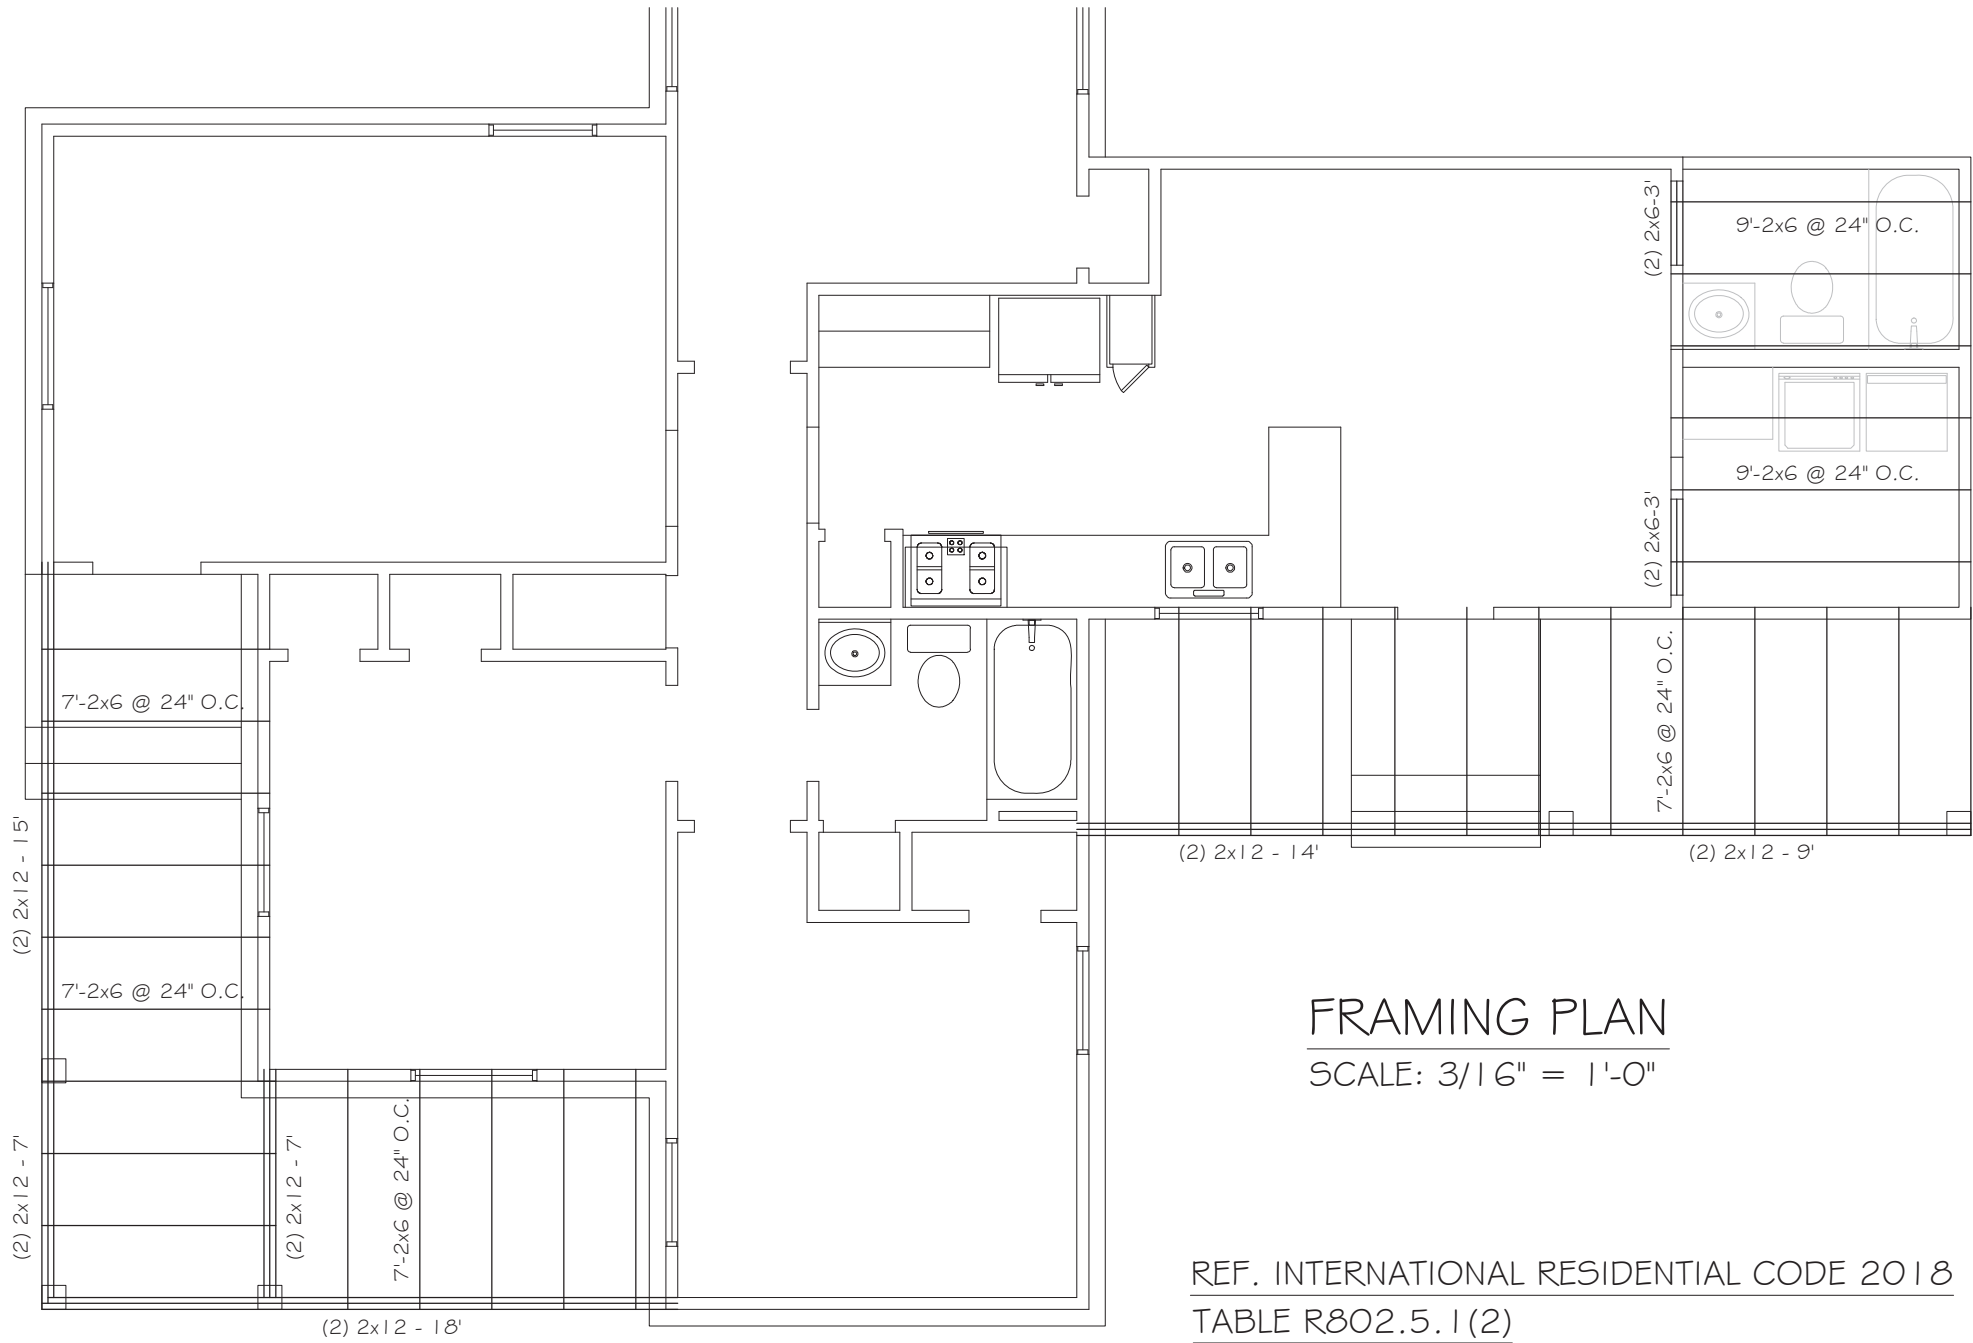 (2) 2x6-3'
9'-2x6 @ 24" O.C.
9'-2x6 @ 24" O.C.
(2) 2x6-3'
7'-2x6 @ 24" O.C.
7'-2x6 @ 24" O.C.
(2) 2x12 - 15'
(2) 2x12 - 14'
(2) 2x12 - 9'
7'-2x6 @ 24" O.C.
FRAMING PLAN
SCALE: 3/16" = 1'-0"
(2) 2x12 - 7'
(2) 2x12 - 7'
7'-2x6 @ 24" O.C.
(2) 2x12 - 18'
REF. INTERNATIONAL RESIDENTIAL CODE 2018
TABLE R802.5.1(2)